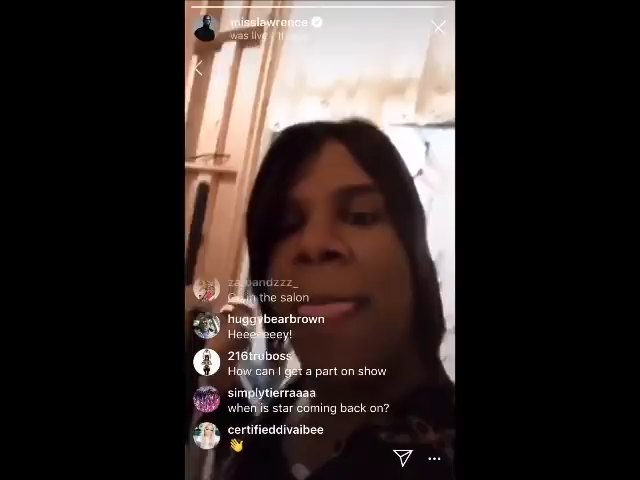 misslawrence
was live
in the salon
huggybearbrown
Heeeeeeey!
216truboss
How can I get a part on show
simplytierraaaa
when is star coming back on?
certifieddivaibee
👋